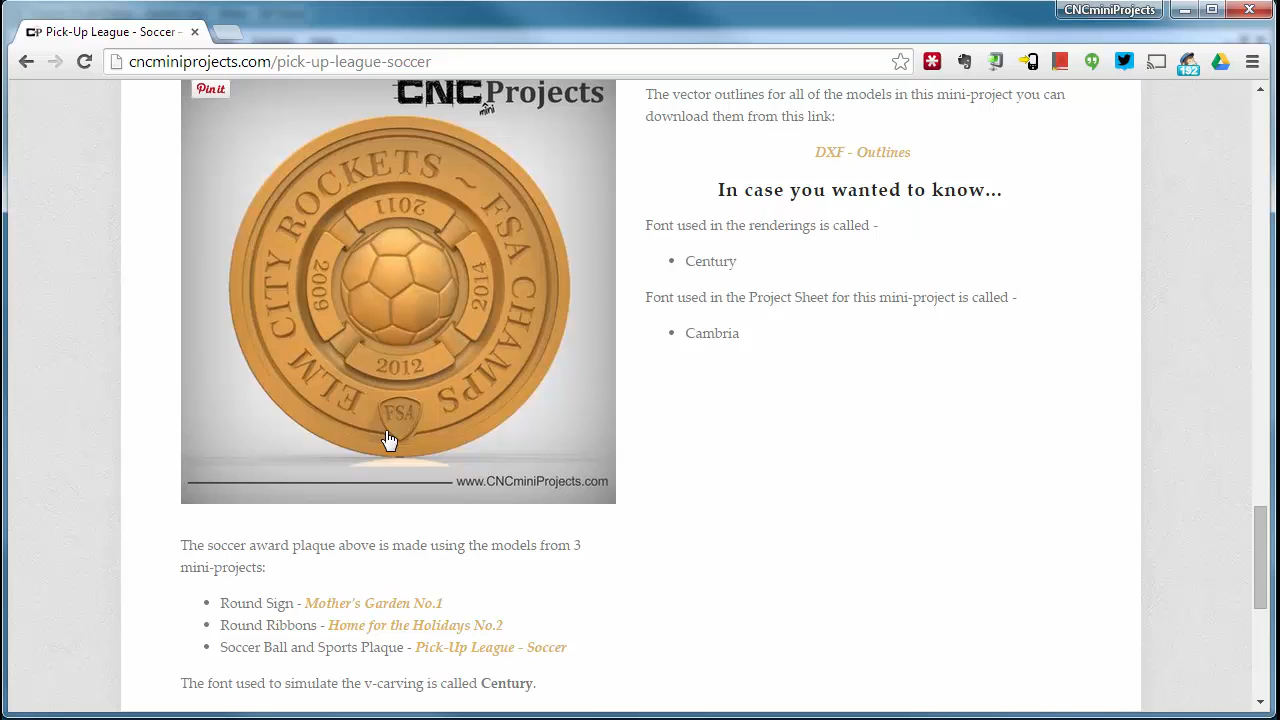 CNCminiProjects
Pick-Up League - Soccer -
cncminiprojects.com/pick-up-league-soccer
192
Pin it
CNC Projects
mini
ELM CITY ROCKETS ~ FSA CHAMPS
2011
2009
2014
2012
FSA
www.CNCminiProjects.com
The soccer award plaque above is made using the models from 3
mini-projects:
• Round Sign - Mother's Garden No.1
• Round Ribbons - Home for the Holidays No.2
• Soccer Ball and Sports Plaque - Pick-Up League - Soccer
The font used to simulate the v-carving is called Century.
The vector outlines for all of the models in this mini-project you can
download them from this link:
DXF - Outlines
In case you wanted to know...
Font used in the renderings is called -
• Century
Font used in the Project Sheet for this mini-project is called -
• Cambria